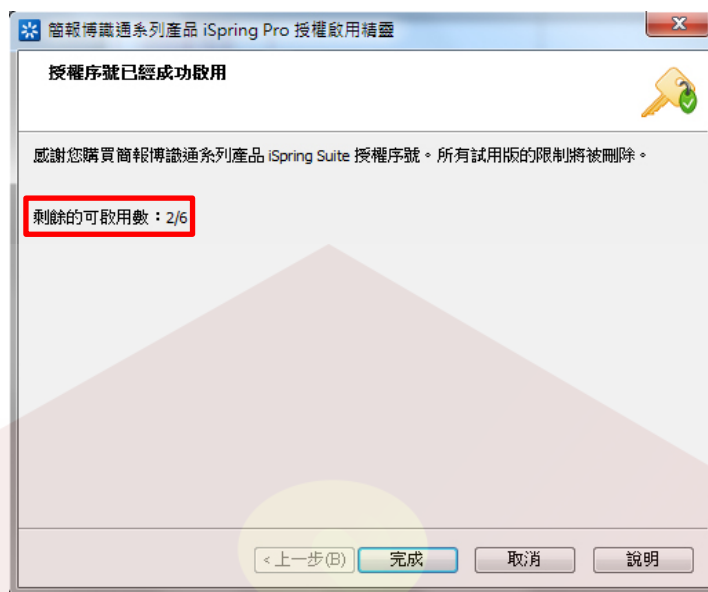 簡報博識通系列產品 iSpring Pro 授權啟用精靈
授權序號已經成功啟用
感謝您購買簡報博識通系列產品 iSpring Suite 授權序號。所有試用版的限制將被刪除。
剩餘的可啟用數：2/6
<上一步(B) 完成 取消 說明